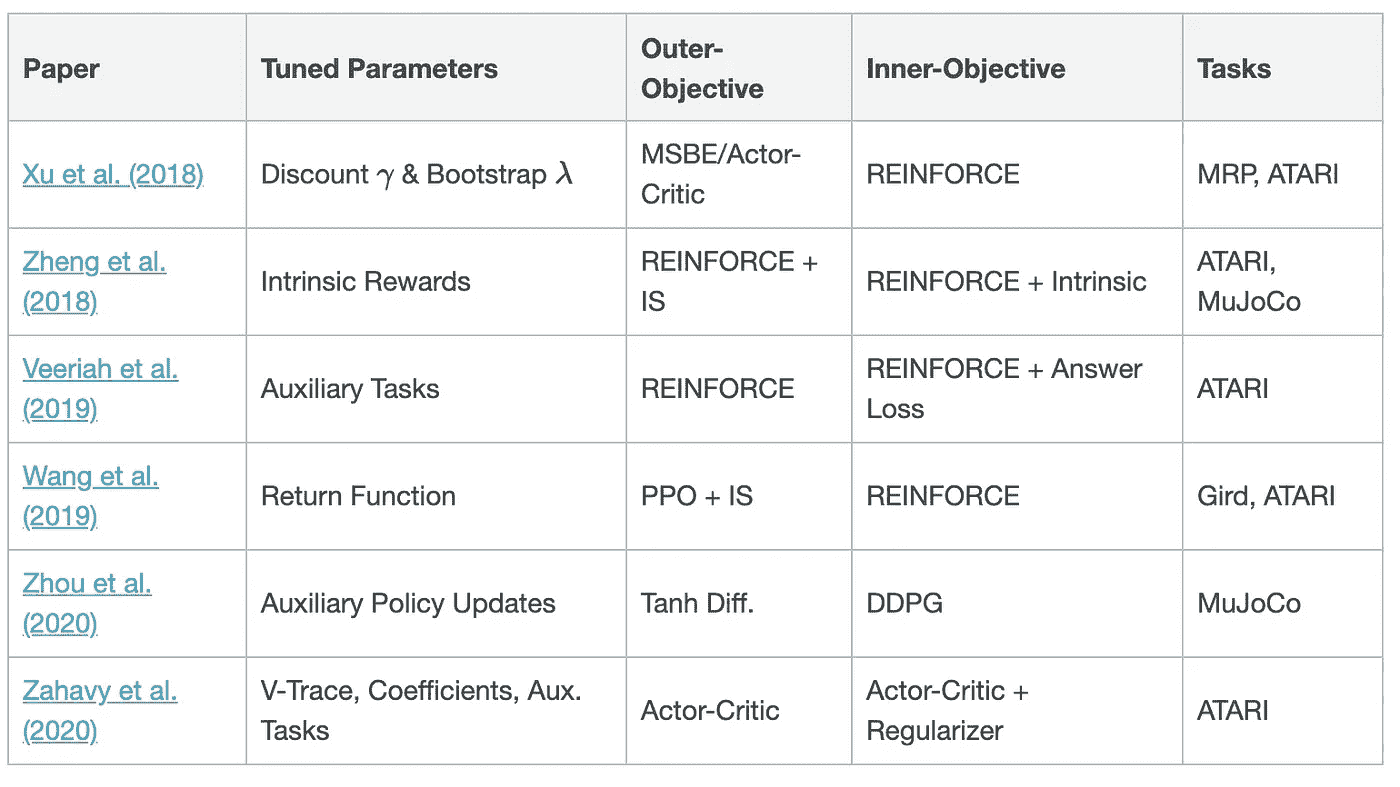 Paper
Tuned Parameters
Outer-
Objective
Inner-Objective
Tasks
Xu et al. (2018)
Discount γ & Bootstrap λ
MSBE/Actor-
Critic
REINFORCE
MRP, ATARI
Zheng et al.
(2018)
Intrinsic Rewards
REINFORCE +
IS
REINFORCE + Intrinsic
ATARI,
MuJoCo
Veeriah et al.
(2019)
Auxiliary Tasks
REINFORCE
REINFORCE + Answer
Loss
ATARI
Wang et al.
(2019)
Return Function
PPO + IS
REINFORCE
Gird, ATARI
Zhou et al.
(2020)
Auxiliary Policy Updates
Tanh Diff.
DDPG
MuJoCo
Zahavy et al.
(2020)
V-Trace, Coefficients, Aux.
Tasks
Actor-Critic
Actor-Critic +
Regularizer
ATARI